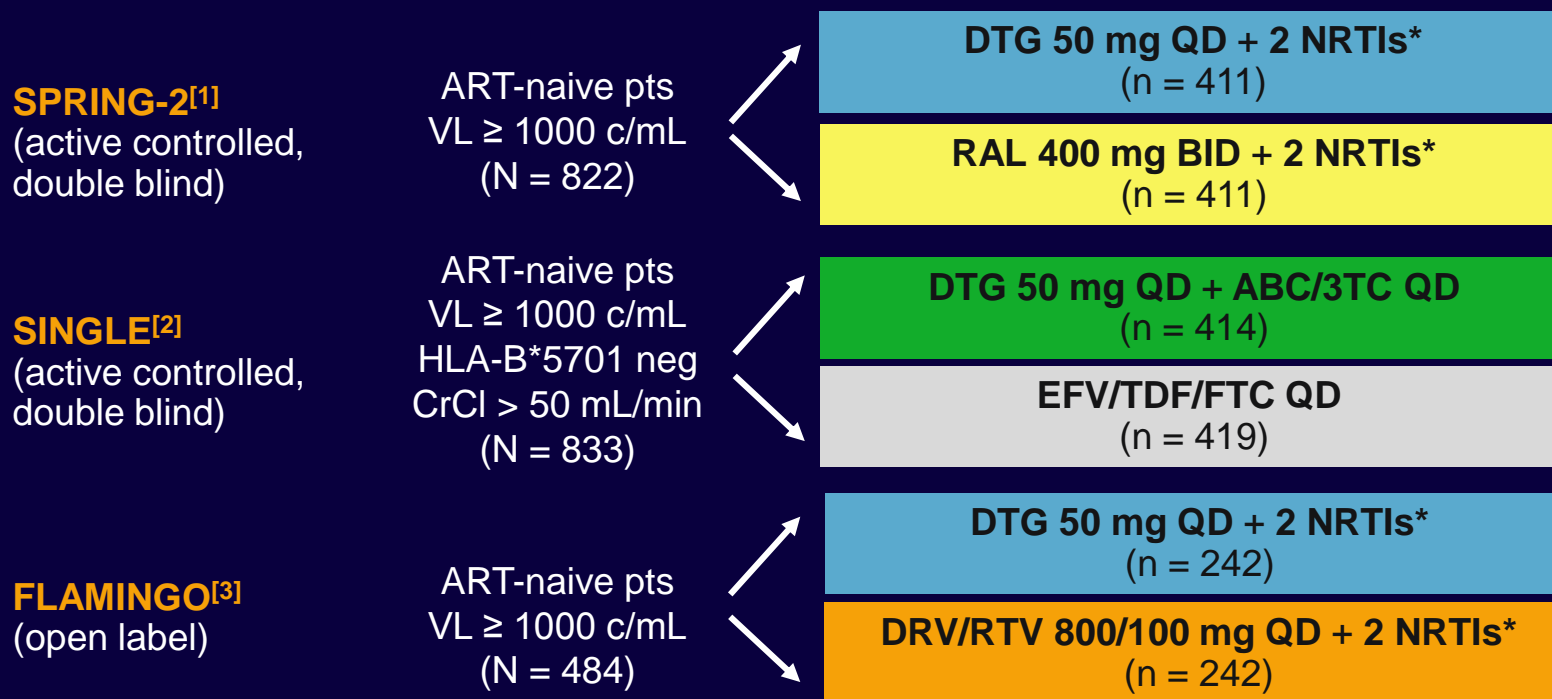 SPRING-2[1]
(active controlled,
double blind)
ART-naive pts
VL ≥ 1000 c/mL
(N = 822)
DTG 50 mg QD + 2 NRTIs*
(n = 411)
RAL 400 mg BID + 2 NRTIs*
(n = 411)
SINGLE[2]
(active controlled,
double blind)
ART-naive pts
VL ≥ 1000 c/mL
HLA-B*5701 neg
CrCl > 50 mL/min
(N = 833)
DTG 50 mg QD + ABC/3TC QD
(n = 414)
EFV/TDF/FTC QD
(n = 419)
FLAMINGO[3]
(open label)
ART-naive pts
VL ≥ 1000 c/mL
(N = 484)
DTG 50 mg QD + 2 NRTIs*
(n = 242)
DRV/RTV 800/100 mg QD + 2 NRTIs*
(n = 242)